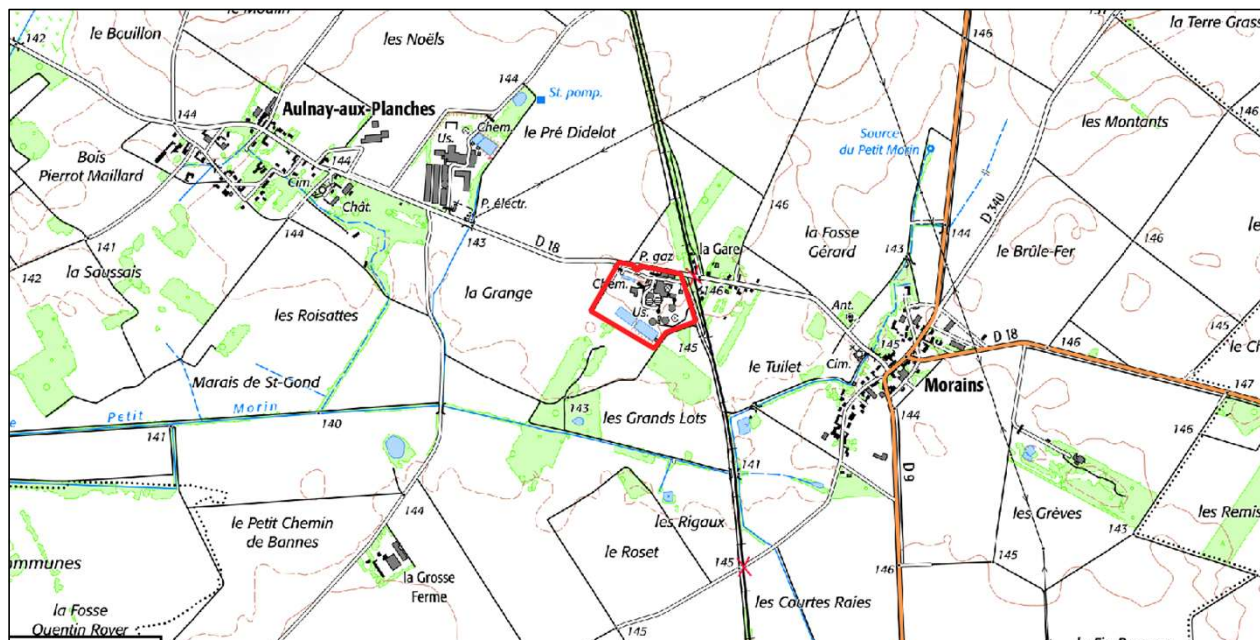 le Moulin
142
le Bouillon
les Noëls
144
St. pomp.
Aulnay-aux-Planches
144
Us.
Chem.
le Pré Didelot
Bois
Pierrot Maillard
144
Cim.
Chât.
P. électr.
143
144
D 18
141
142
la Saussais
les Roisattes
la Grange
Marais de St-Gond
Petit Morin
141
140
le Petit Chemin
de Bannes
144
la Grosse
Ferme
la Fosse
Quentin Royer
145
P. gaz
la Gare
Chem.
Us.
146
145
143
les Grands Lots
le Tuilet
141
les Rigaux
le Roset
145
les Courtes Raies
146
la Terre Grass
146
les Montants
Source
du Petit Morin
146
D 340
144
146
la Fosse
Gérard
143
le Brûle-Fer
146
Ant.
145
D 18
146
145
Cim.
Morains
147
144
D 9
les Grèves
les Remis
143
145
146